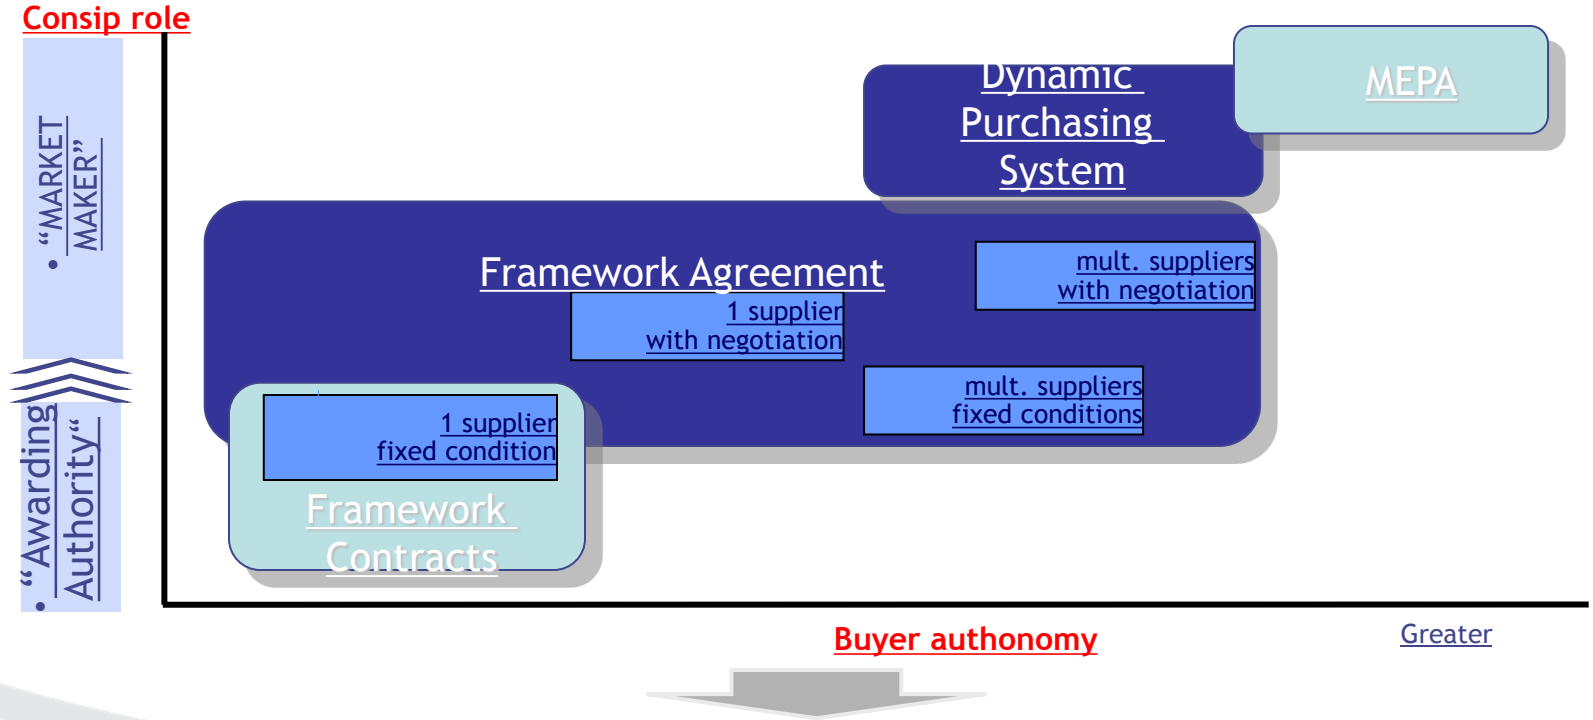 Consip role
• “MARKET
MAKER”
• “Awarding
Authority“
Dynamic
Purchasing
System
MEPA
Framework Agreement
mult. suppliers
with negotiation
1 supplier
with negotiation
mult. suppliers
fixed conditions
1 supplier
fixed condition
Framework
Contracts
Buyer authonomy
Greater